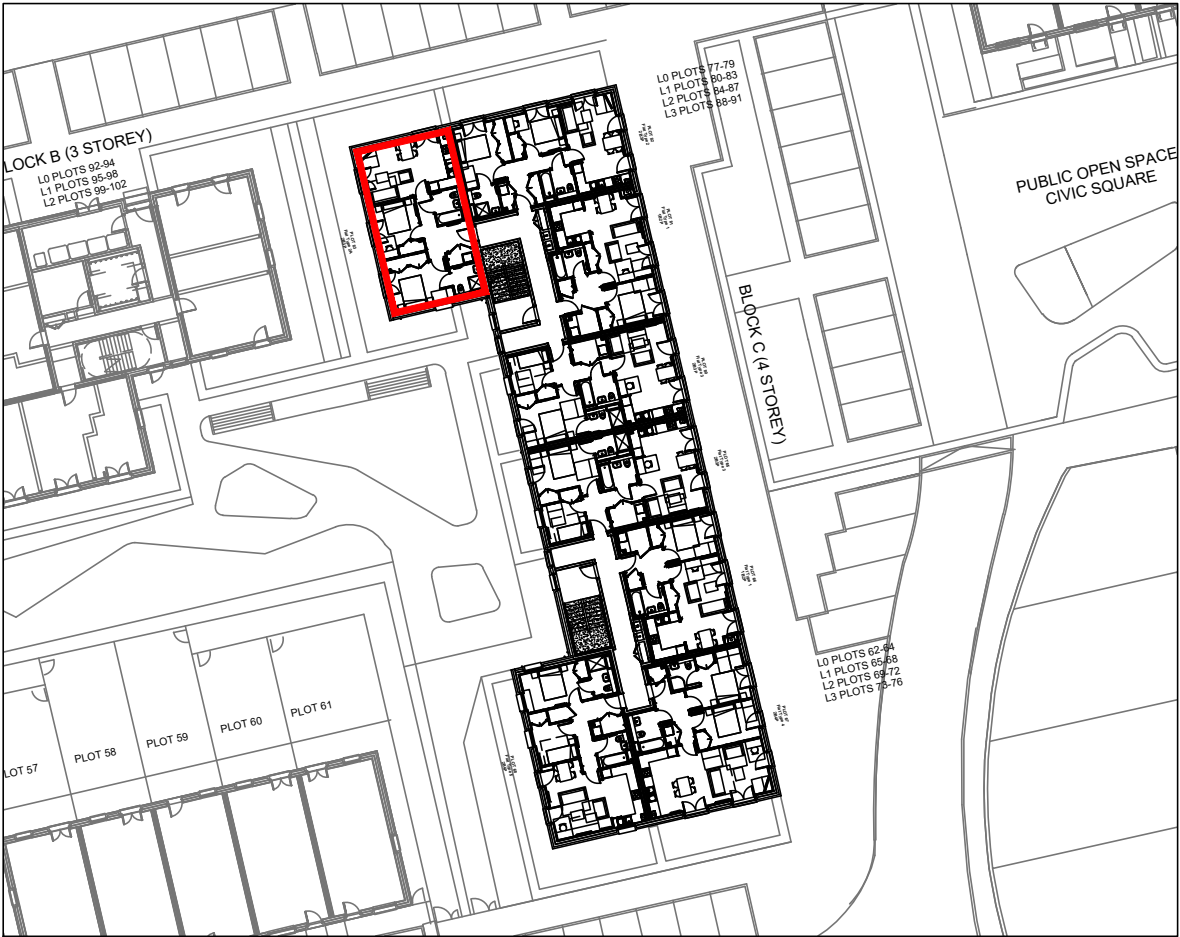 L0 PLOTS 77-79
L1 PLOTS 80-83
L2 PLOTS 84-87
L3 PLOTS 88-91
LOCK B (3 STOREY)
L0 PLOTS 92-94
L1 PLOTS 95-98
L2 PLOTS 99-102
PUBLIC OPEN SPACE
CIVIC SQUARE
BLOCK C (4 STOREY)
L0 PLOTS 62-64
L1 PLOTS 65-68
L2 PLOTS 69-72
L3 PLOTS 73-76
LOT 57
PLOT 58
PLOT 59
PLOT 60
PLOT 61